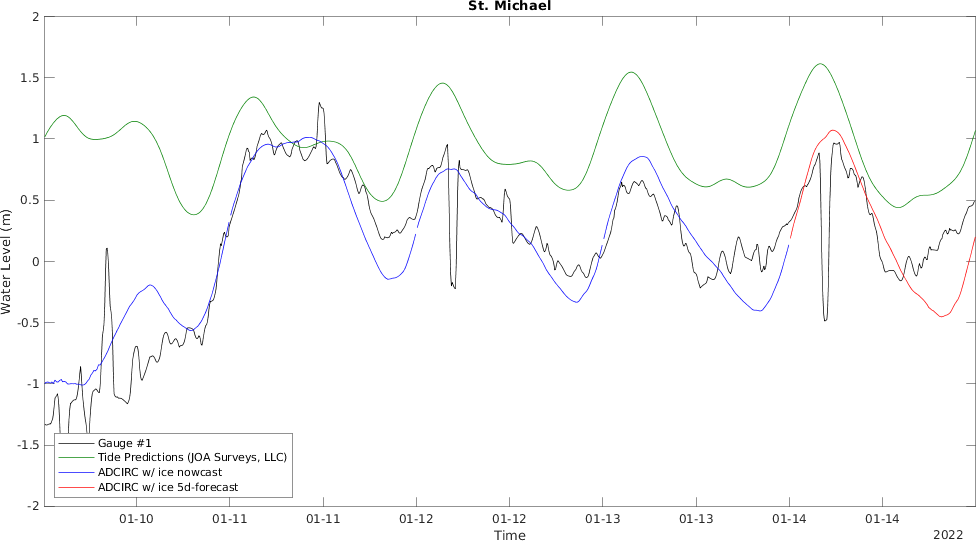 St. Michael
2
1.5
1
0.5
0
-0.5
-1
-1.5
-2
Water Level (m)
Gauge #1
Tide Predictions (JOA Surveys, LLC)
ADCIRC w/ ice nowcast
ADCIRC w/ ice 5d-forecast
01-10 01-11 01-11 01-12 01-12 01-13 01-13 01-14 01-14
Time
2022